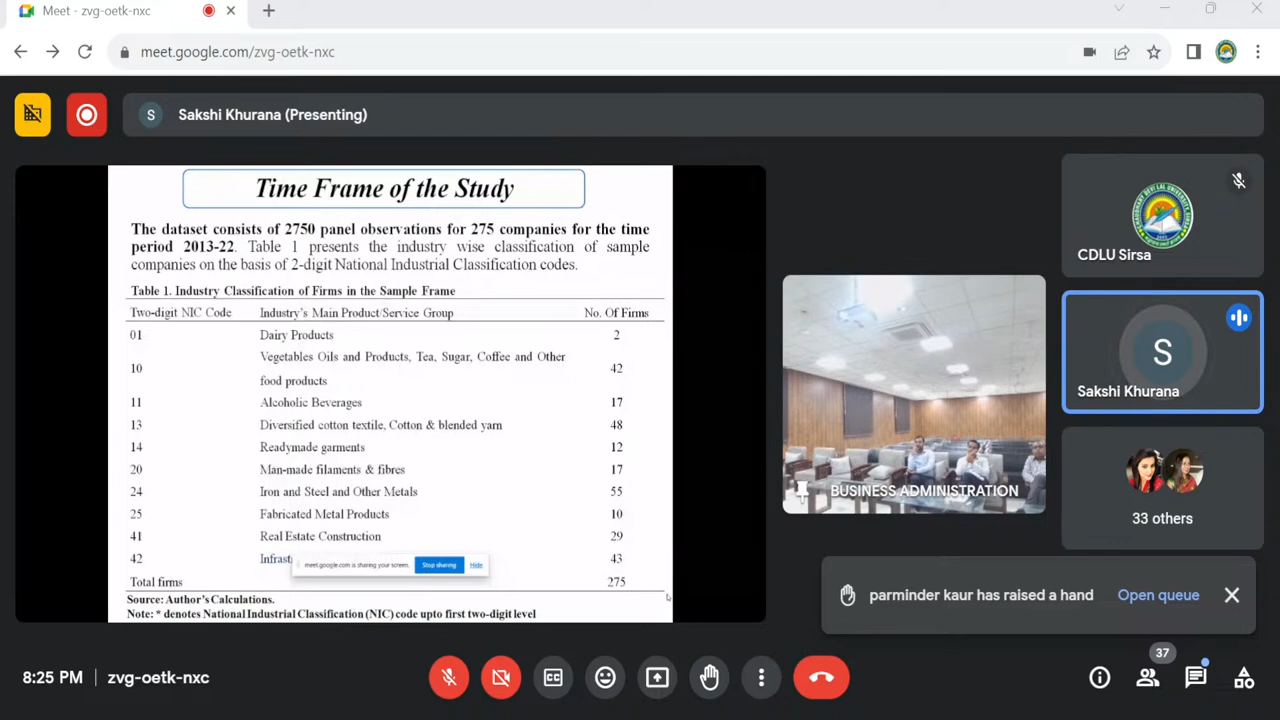 Meet - zvg-oetk-nxc
meet.google.com/zvg-oetk-nxc
S
Sakshi Khurana (Presenting)
Time Frame of the Study
The dataset consists of 2750 panel observations for 275 companies for the time
period 2013-22. Table 1 presents the industry wise classification of sample
companies on the basis of 2-digit National Industrial Classification codes.
Table 1. Industry Classification of Firms in the Sample Frame
Two-digit NIC Code Industry's Main Product/Service Group No. Of Firms
01 Dairy Products 2
Vegetables Oils and Products, Tea, Sugar, Coffee and Other
10 42
food products
11 Alcoholic Beverages 17
13 Diversified cotton textile, Cotton & blended yarn 48
14 Readymade garments 12
20 Man-made filaments & fibres 17
24 Iron and Steel and Other Metals 55
25 Fabricated Metal Products 10
41 Real Estate Construction 29
42 Infrast 43
meet.google.com is sharing your screen. Stop sharing Hide
Total firms 275
Source: Author's Calculations.
Note: * denotes National Industrial Classification (NIC) code upto first two-digit level
BUSINESS ADMINISTRATION
CDLU Sirsa
S
Sakshi Khurana
33 others
parminder kaur has raised a hand Open queue
8:25 PM zvg-oetk-nxc
CC
37